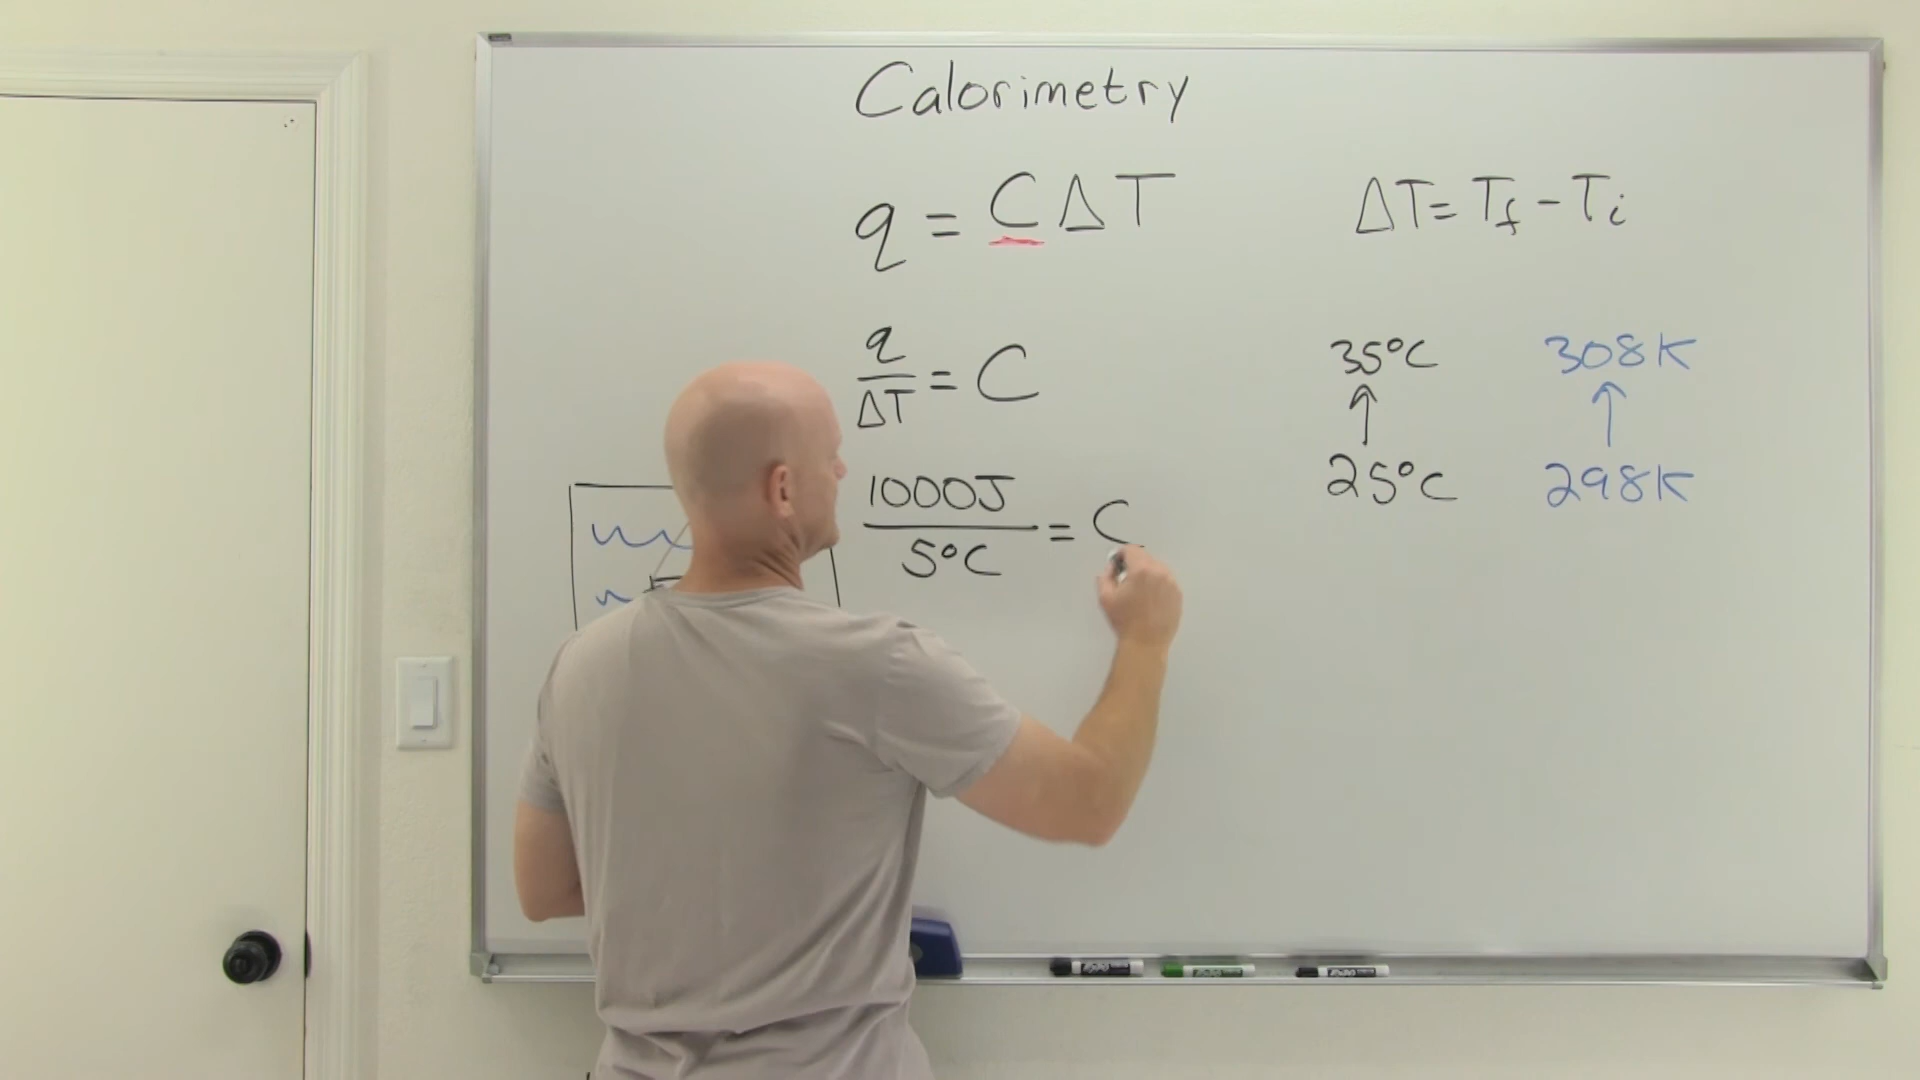 Calorimetry
q = CΔT
ΔT = Tf - Ti
q/ΔT = C
35°C 308K
↑ ↑
25°C 298K
1000J/5°C = C